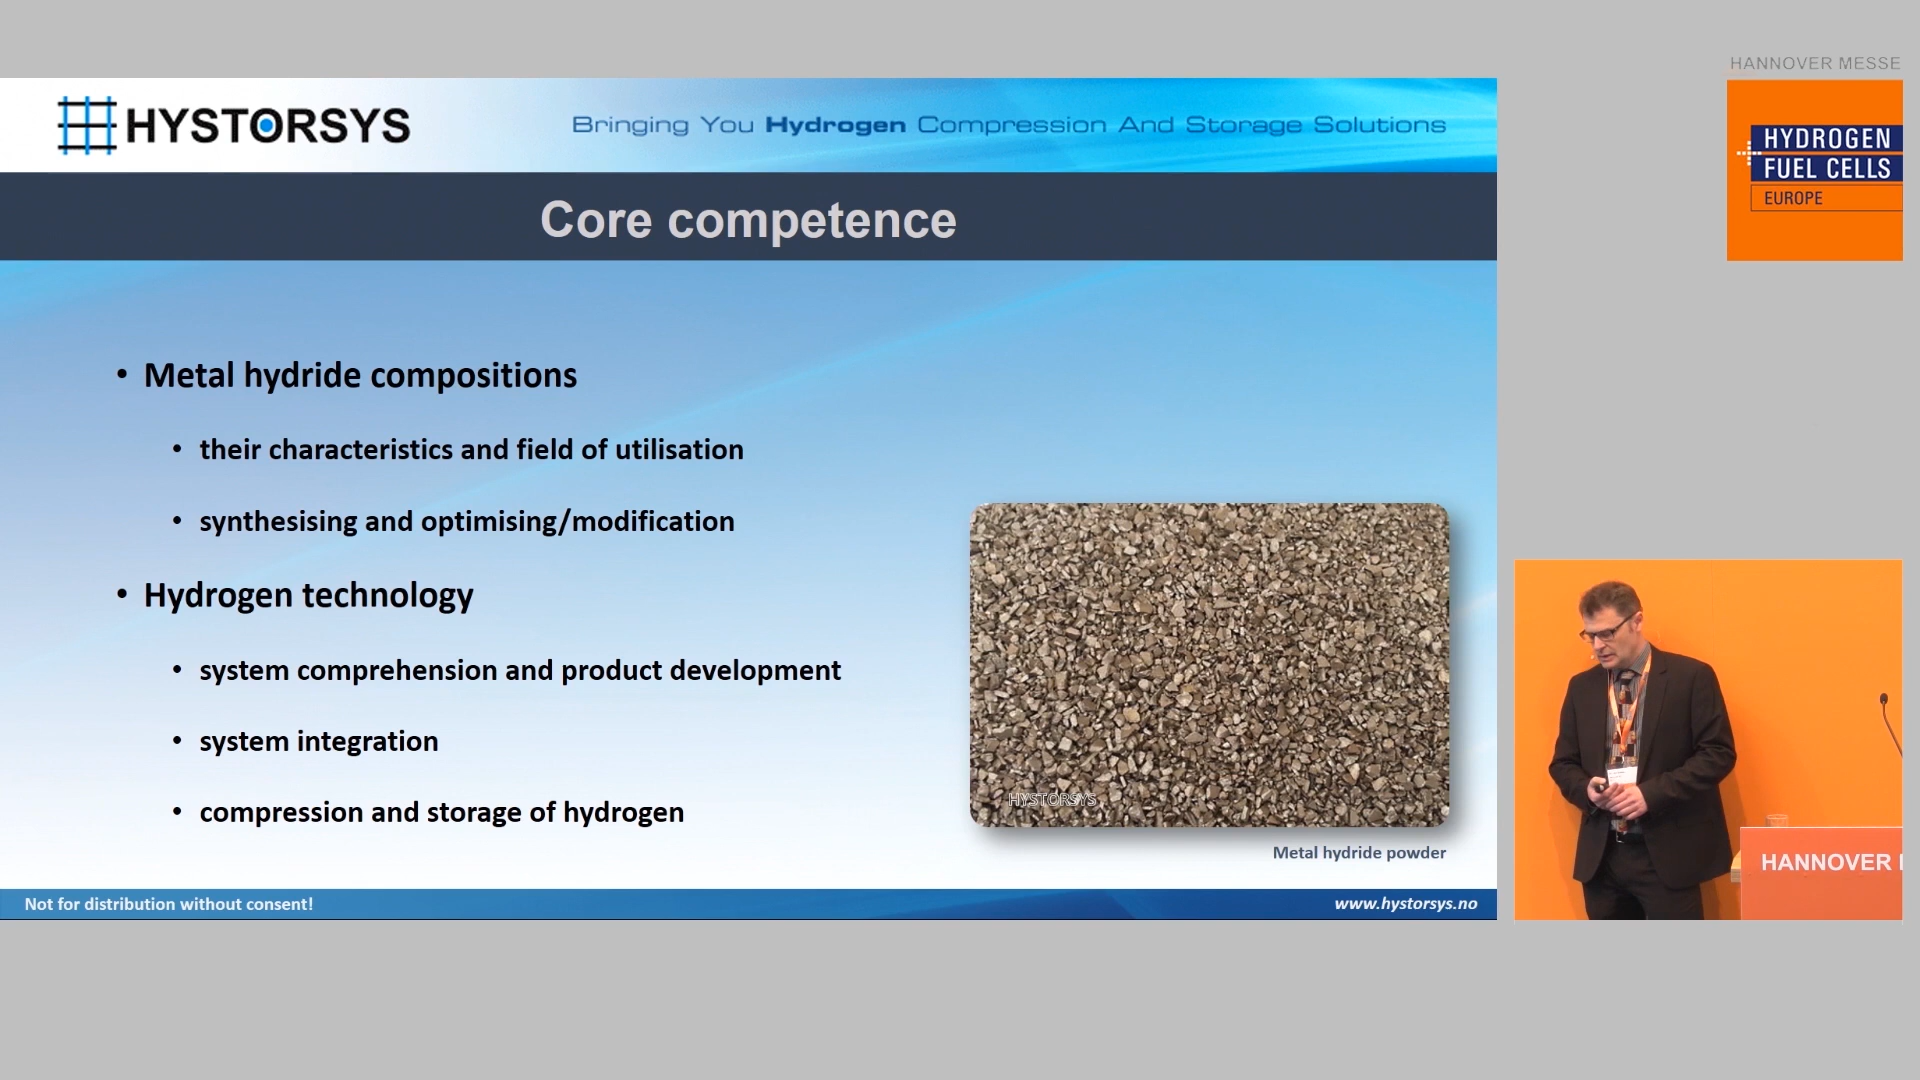 HANNOVER MESSE
HYDROGEN
FUEL CELLS
EUROPE
HYSTORSYS
Bringing You Hydrogen Compression And Storage Solutions
Core competence
• Metal hydride compositions
• their characteristics and field of utilisation
• synthesising and optimising/modification
• Hydrogen technology
• system comprehension and product development
• system integration
• compression and storage of hydrogen
HYSTORSYS
Metal hydride powder
Not for distribution without consent!
www.hystorsys.no
HANNOVER